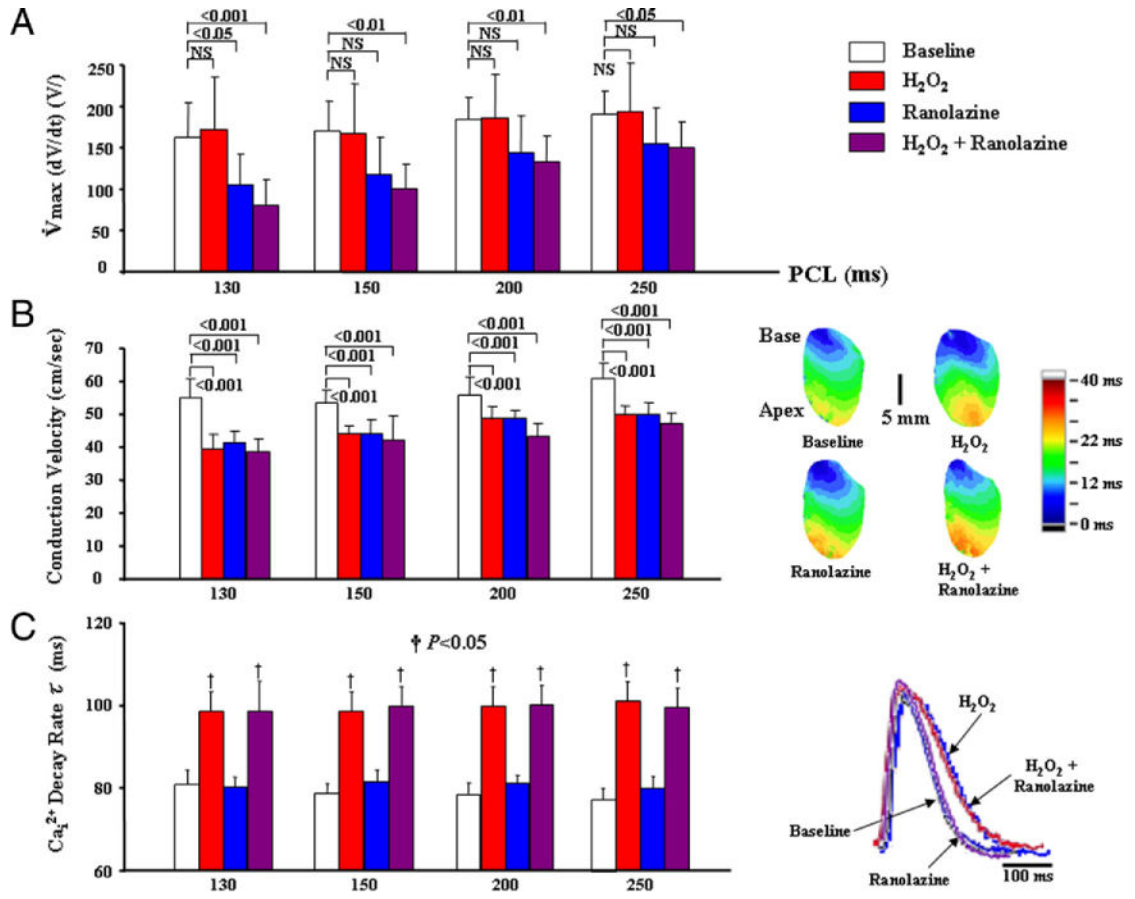 A
<0.001
<0.05
NS
<0.01
NS
NS
<0.01
NS
NS
<0.05
NS
NS
Baseline
H₂O₂
Ranolazine
H₂O₂ + Ranolazine
V̇max (dV/dt) (V/)
250
200
150
100
50
0
130
150
200
250
PCL (ms)
B
<0.001
<0.001
<0.001
<0.001
<0.001
<0.001
<0.001
<0.001
<0.001
<0.001
<0.001
<0.001
Conduction Velocity (cm/sec)
70
60
50
40
30
20
10
0
130
150
200
250
Base
Apex
5 mm
Baseline
H₂O₂
Ranolazine
H₂O₂ +
Ranolazine
40 ms
22 ms
12 ms
0 ms
C
† P<0.05
† † † † † † † †
Caᵢ²⁺ Decay Rate τ (ms)
120
100
80
60
130
150
200
250
H₂O₂
H₂O₂ +
Ranolazine
Baseline
Ranolazine
100 ms